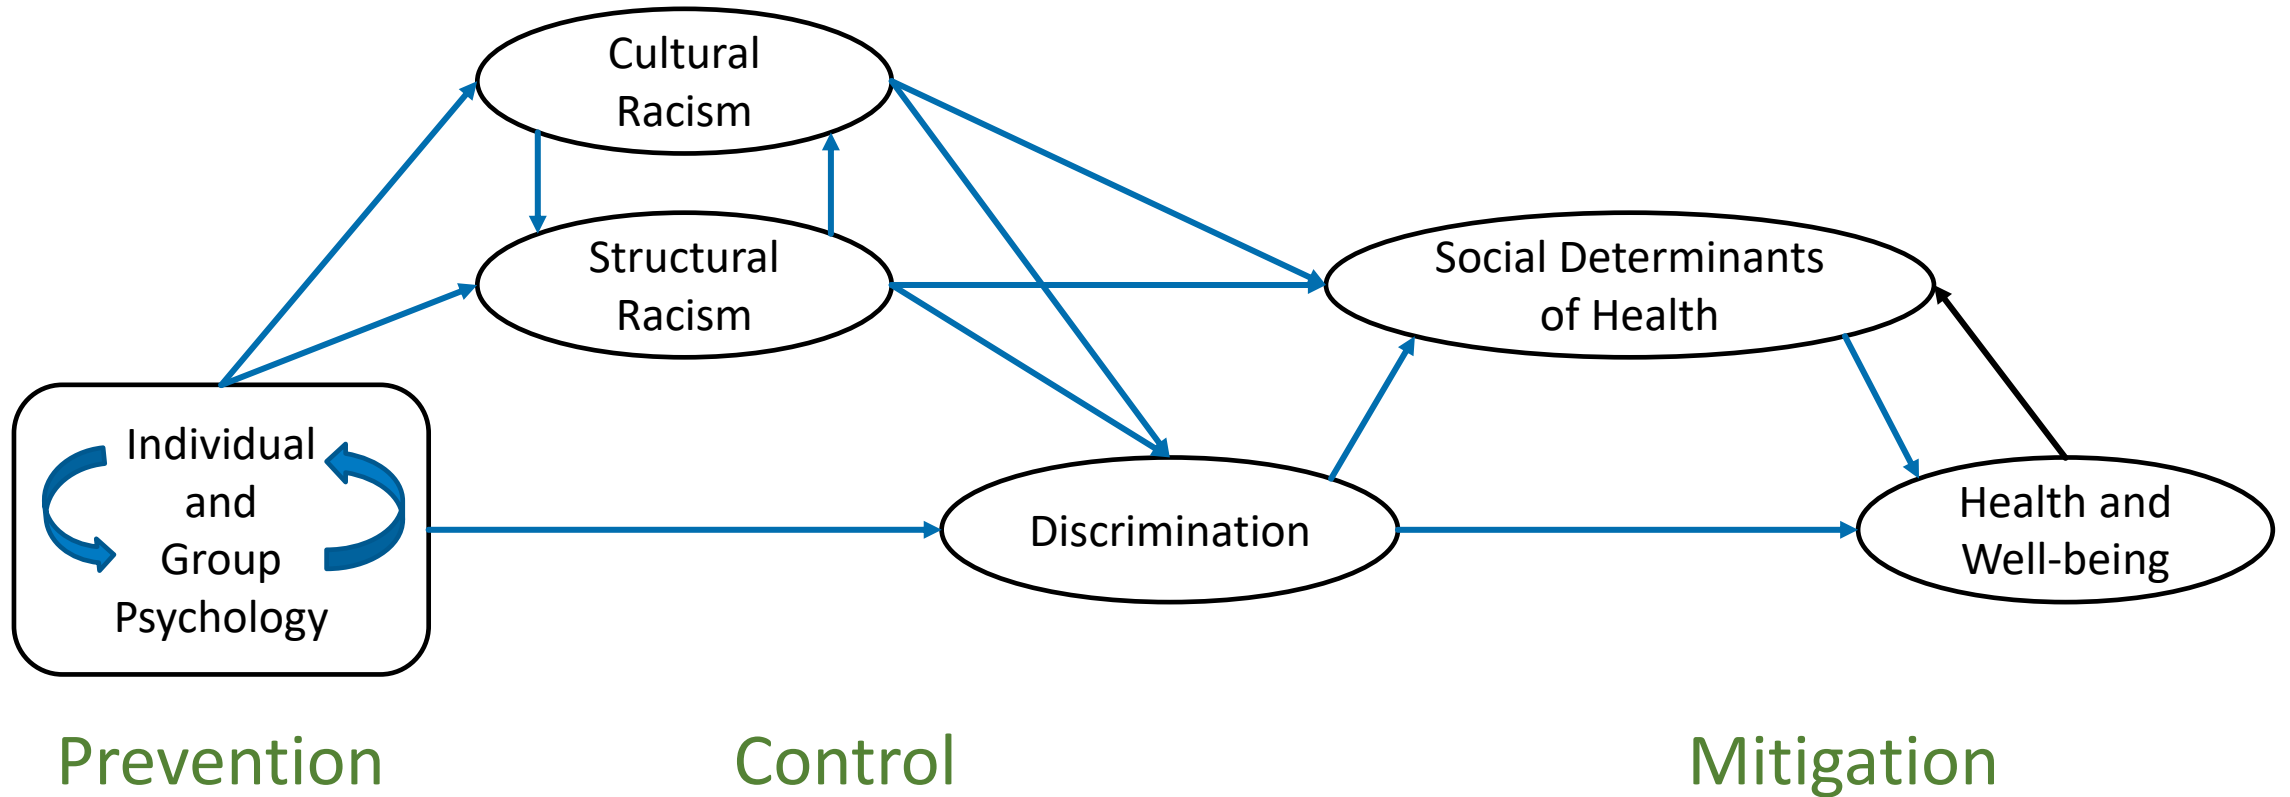 Cultural
Racism
Structural
Racism
Social Determinants
of Health
Individual
and
Group
Psychology
Discrimination
Health and
Well-being
Prevention
Control
Mitigation